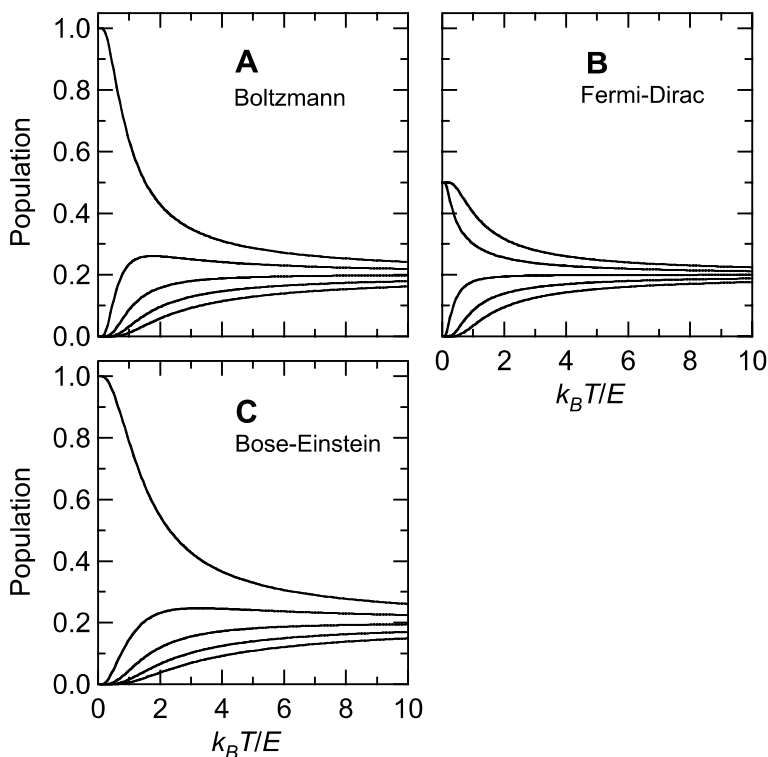 A
Boltzmann
1.0
0.8
0.6
0.4
0.2
0.0
Population
B
Fermi-Dirac
0 2 4 6 8 10
k_BT/E
C
Bose-Einstein
1.0
0.8
0.6
0.4
0.2
0.0
Population
0 2 4 6 8 10
k_BT/E